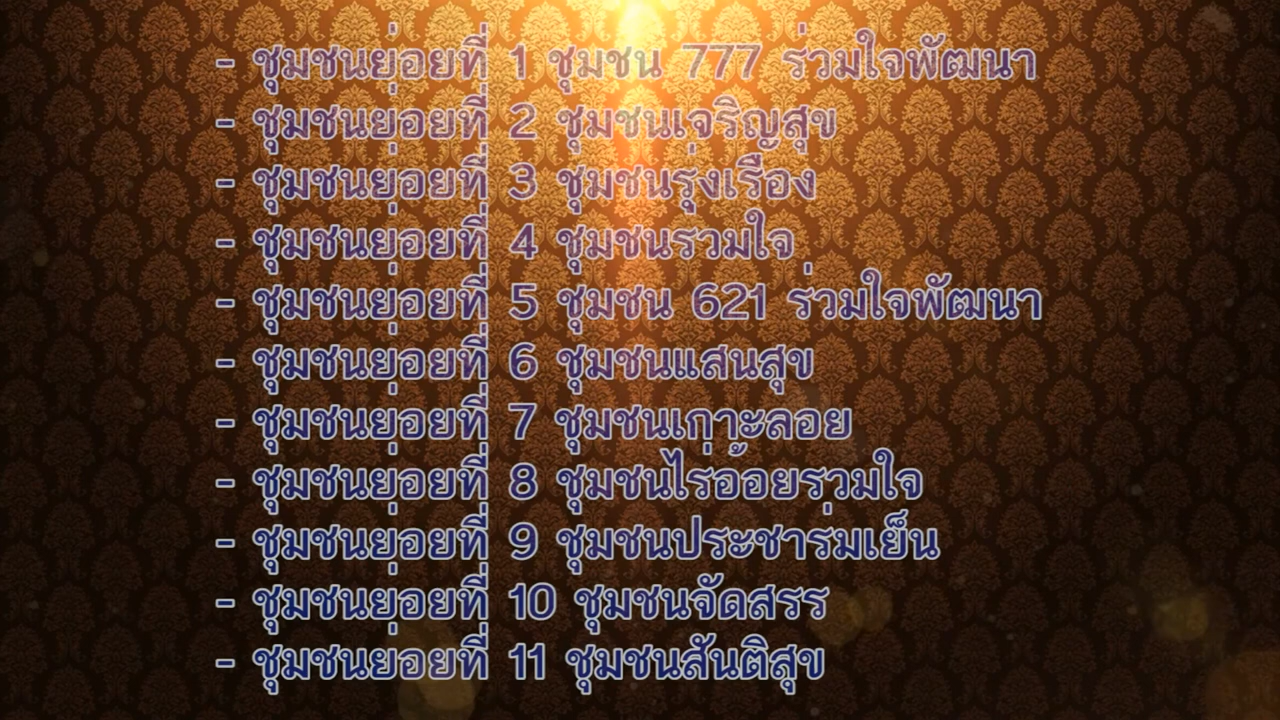 - ชุมชนย่อยที่ 1 ชุมชน 777 ร่วมใจพัฒนา
- ชุมชนย่อยที่ 2 ชุมชนเจริญสุข
- ชุมชนย่อยที่ 3 ชุมชนรุ่งเรือง
- ชุมชนย่อยที่ 4 ชุมชนรวมใจ
- ชุมชนย่อยที่ 5 ชุมชน 621 ร่วมใจพัฒนา
- ชุมชนย่อยที่ 6 ชุมชนแสนสุข
- ชุมชนย่อยที่ 7 ชุมชนเกาะลอย
- ชุมชนย่อยที่ 8 ชุมชนไร่อ้อยรวมใจ
- ชุมชนย่อยที่ 9 ชุมชนประชาร่มเย็น
- ชุมชนย่อยที่ 10 ชุมชนจัดสรร
- ชุมชนย่อยที่ 11 ชุมชนสันติสุข